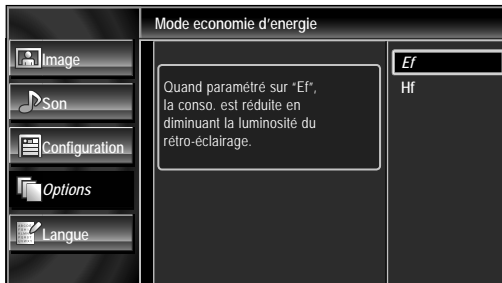 Mode economie d'energie
Image
Son
Configuration
Options
Langue
Quand paramétré sur "Ef",
la conso. est réduite en
diminuant la luminosité du
rétro-éclairage.
Ef
Hf